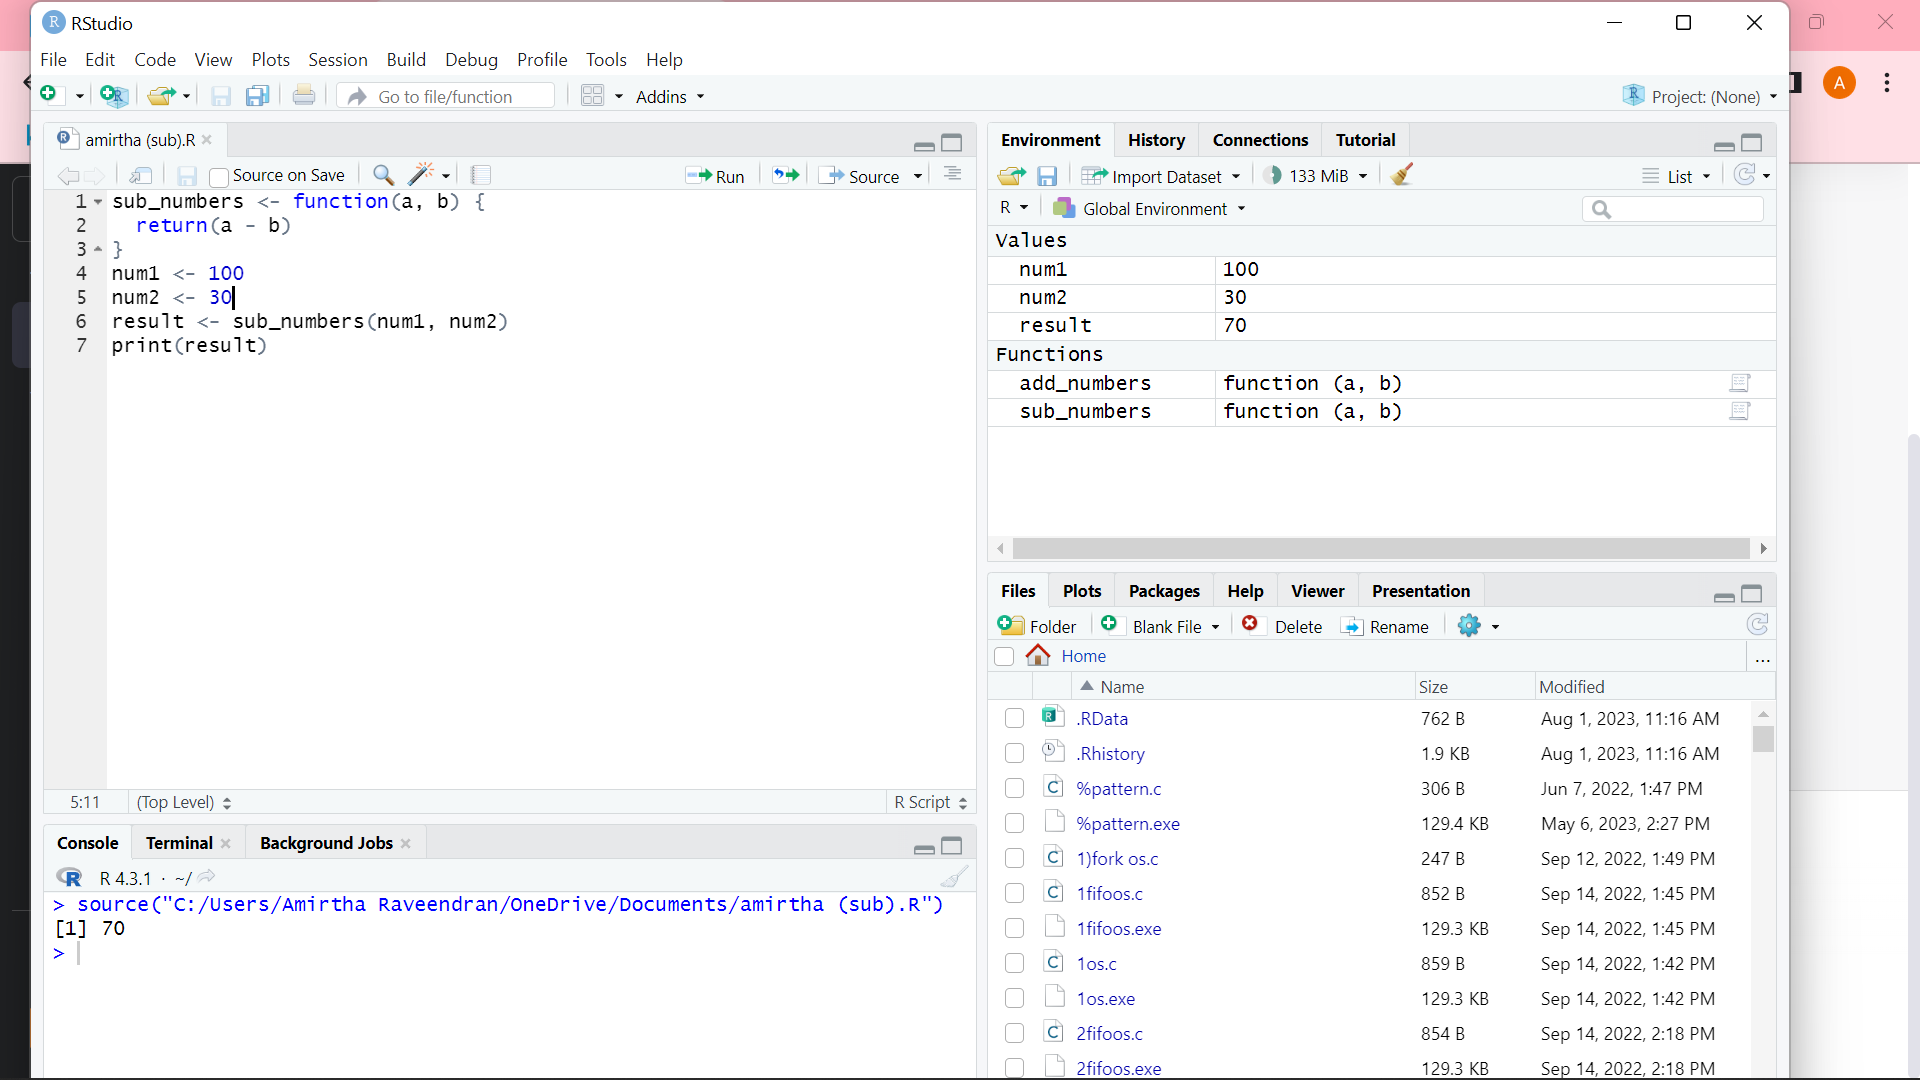 RStudio
File Edit Code View Plots Session Build Debug Profile Tools Help
Go to file/function Addins Project: (None)
A
amirtha (sub).R
Source on Save Run Source
1 sub_numbers <- function(a, b) {
2 return(a - b)
3 }
4 num1 <- 100
5 num2 <- 30
6 result <- sub_numbers(num1, num2)
7 print(result)
5:11 (Top Level) R Script
Console Terminal Background Jobs
R 4.3.1 · ~/
> source("C:/Users/Amirtha Raveendran/OneDrive/Documents/amirtha (sub).R")
[1] 70
>
Environment History Connections Tutorial
Import Dataset 133 MiB List
R Global Environment
Values
num1 100
num2 30
result 70
Functions
add_numbers function (a, b)
sub_numbers function (a, b)
Files Plots Packages Help Viewer Presentation
Folder Blank File Delete Rename
Home ...
Name Size Modified
.RData 762 B Aug 1, 2023, 11:16 AM
.Rhistory 1.9 KB Aug 1, 2023, 11:16 AM
%pattern.c 306 B Jun 7, 2022, 1:47 PM
%pattern.exe 129.4 KB May 6, 2023, 2:27 PM
1)fork os.c 247 B Sep 12, 2022, 1:49 PM
1fifoos.c 852 B Sep 14, 2022, 1:45 PM
1fifoos.exe 129.3 KB Sep 14, 2022, 1:45 PM
1os.c 859 B Sep 14, 2022, 1:42 PM
1os.exe 129.3 KB Sep 14, 2022, 1:42 PM
2fifoos.c 854 B Sep 14, 2022, 2:18 PM
2fifoos.exe 129.3 KB Sep 14, 2022, 2:18 PM